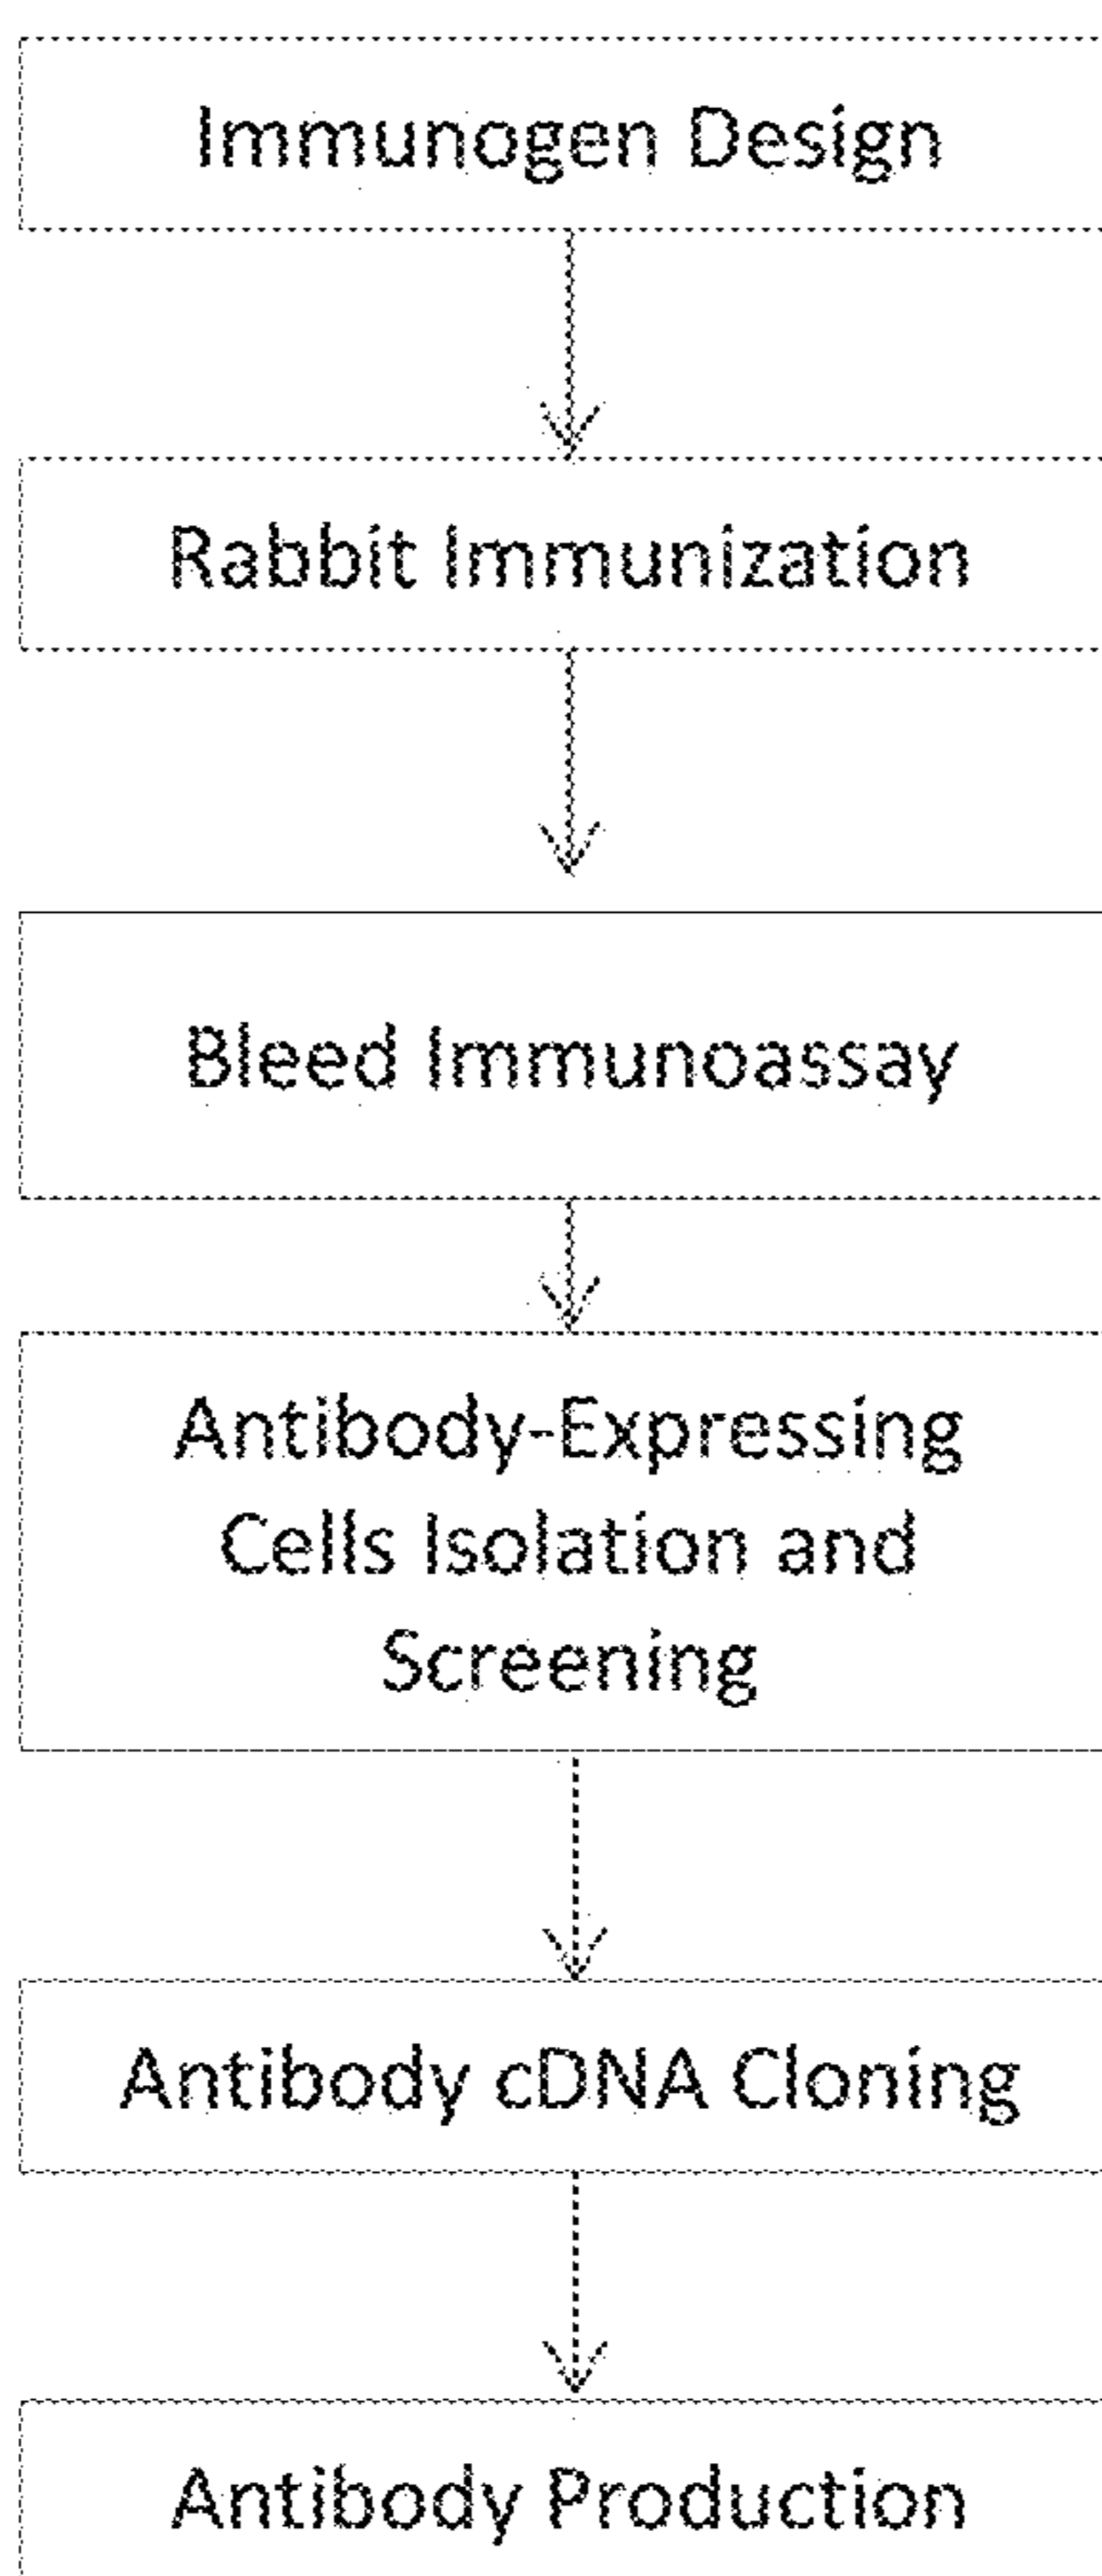 Immunogen Design
Rabbit Immunization
Bleed Immunoassay
Antibody-Expressing
Cells Isolation and
Screening
Antibody cDNA Cloning
Antibody Production